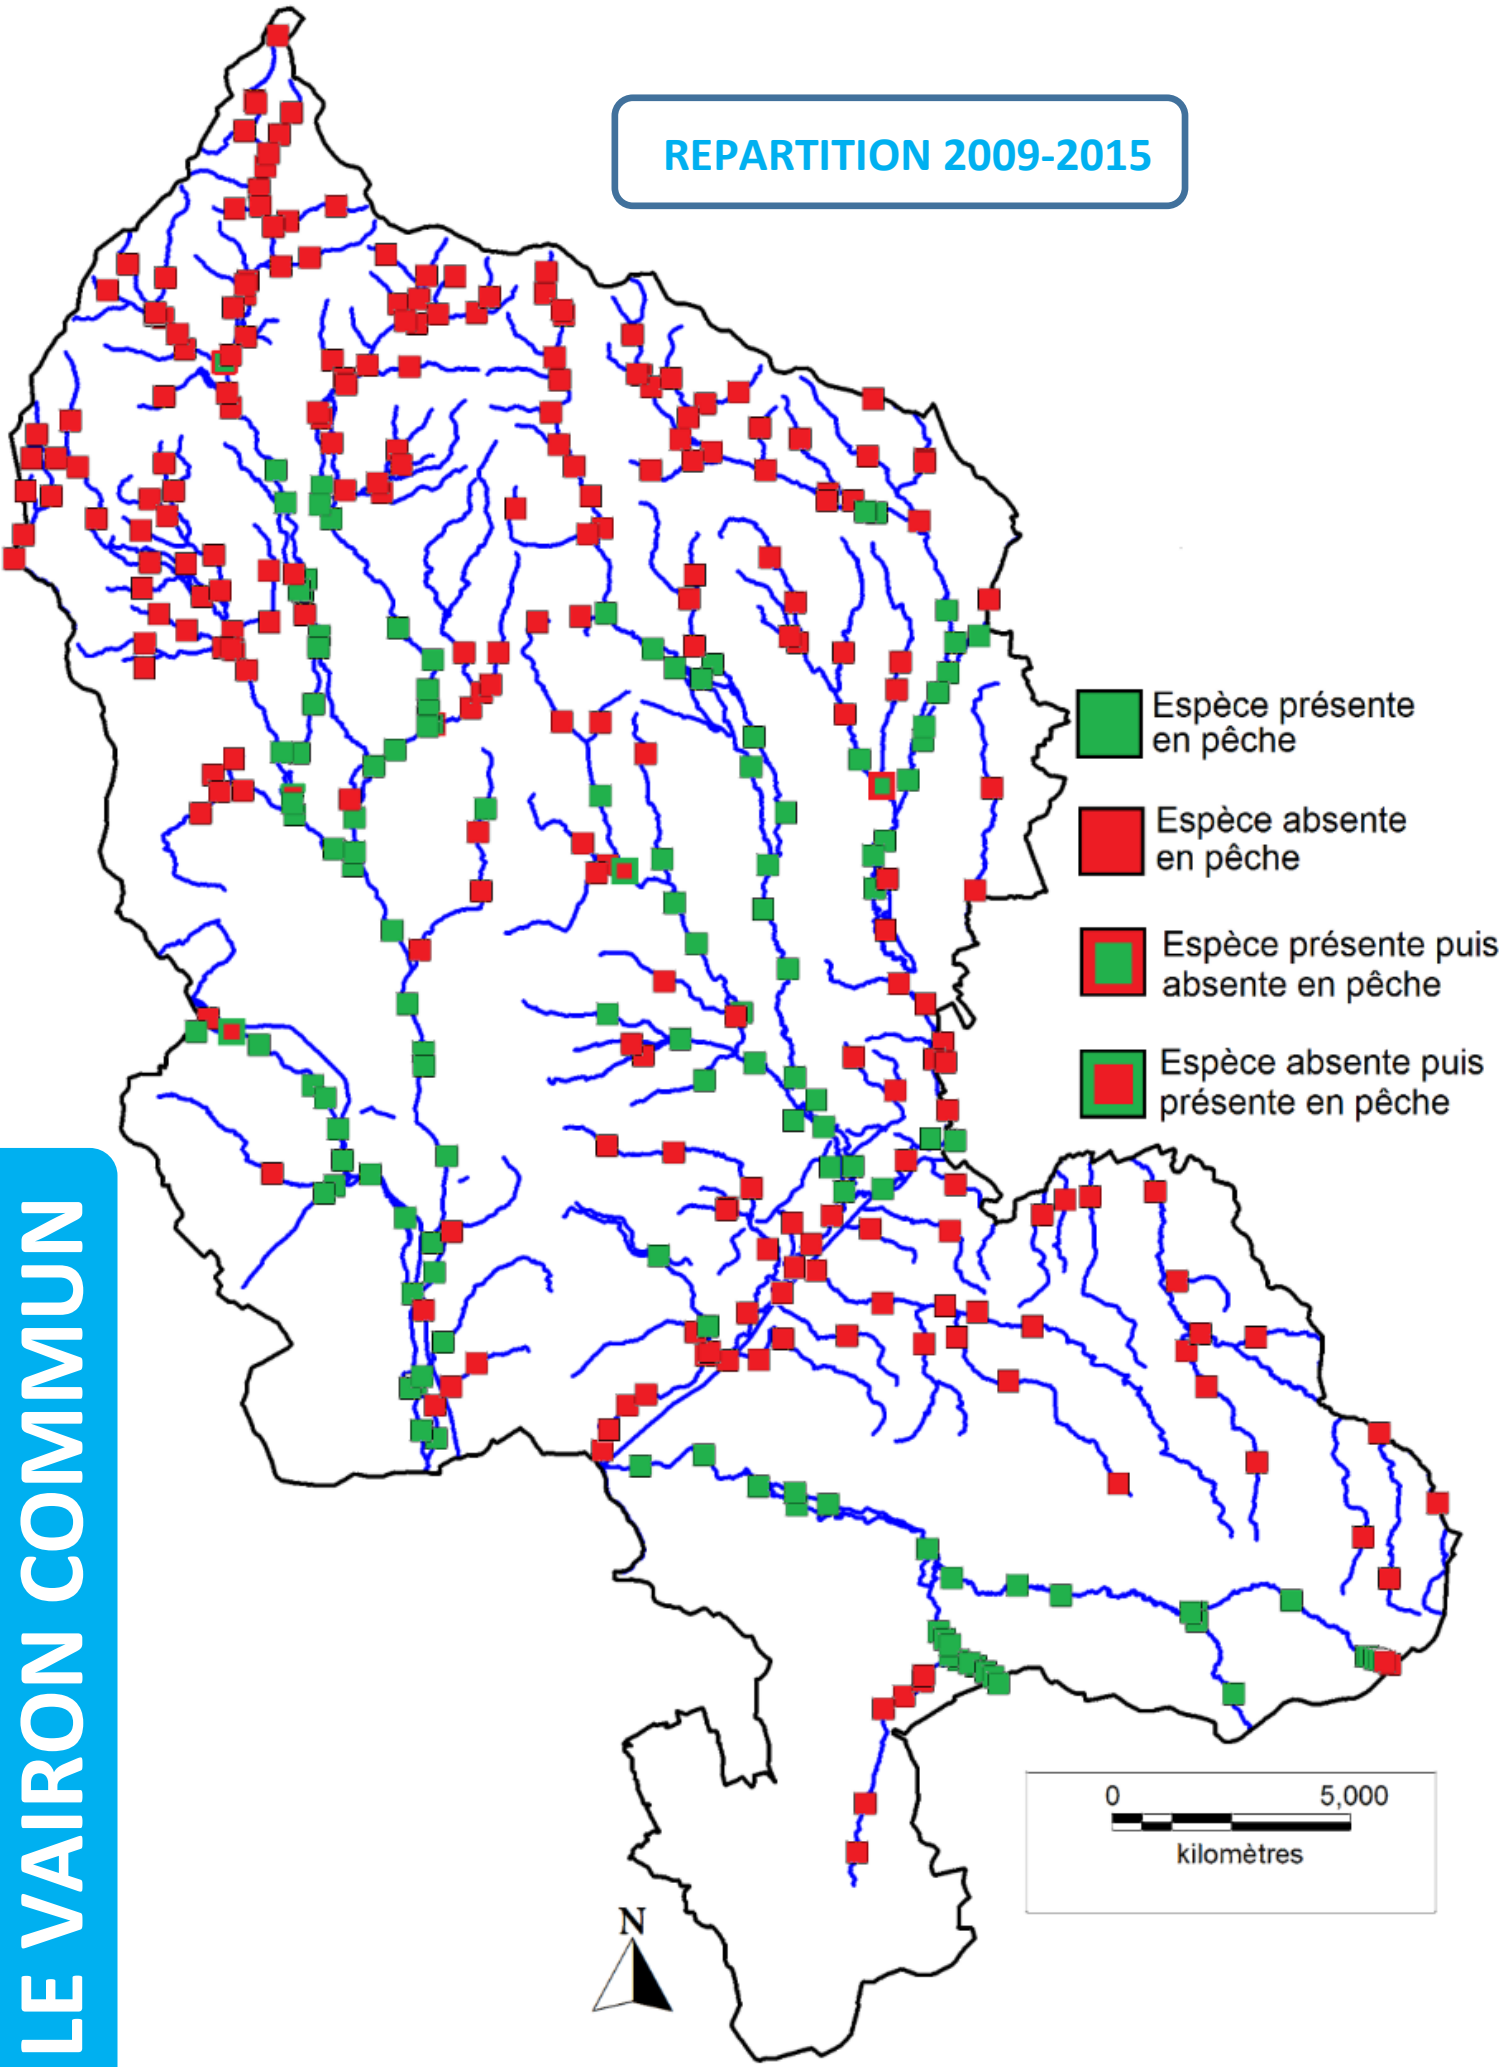 REPARTITION 2009-2015
Espèce présente
en pêche
Espèce absente
en pêche
Espèce présente puis
absente en pêche
Espèce absente puis
présente en pêche
LE VAIRON COMMUN
0 5,000
kilomètres
N